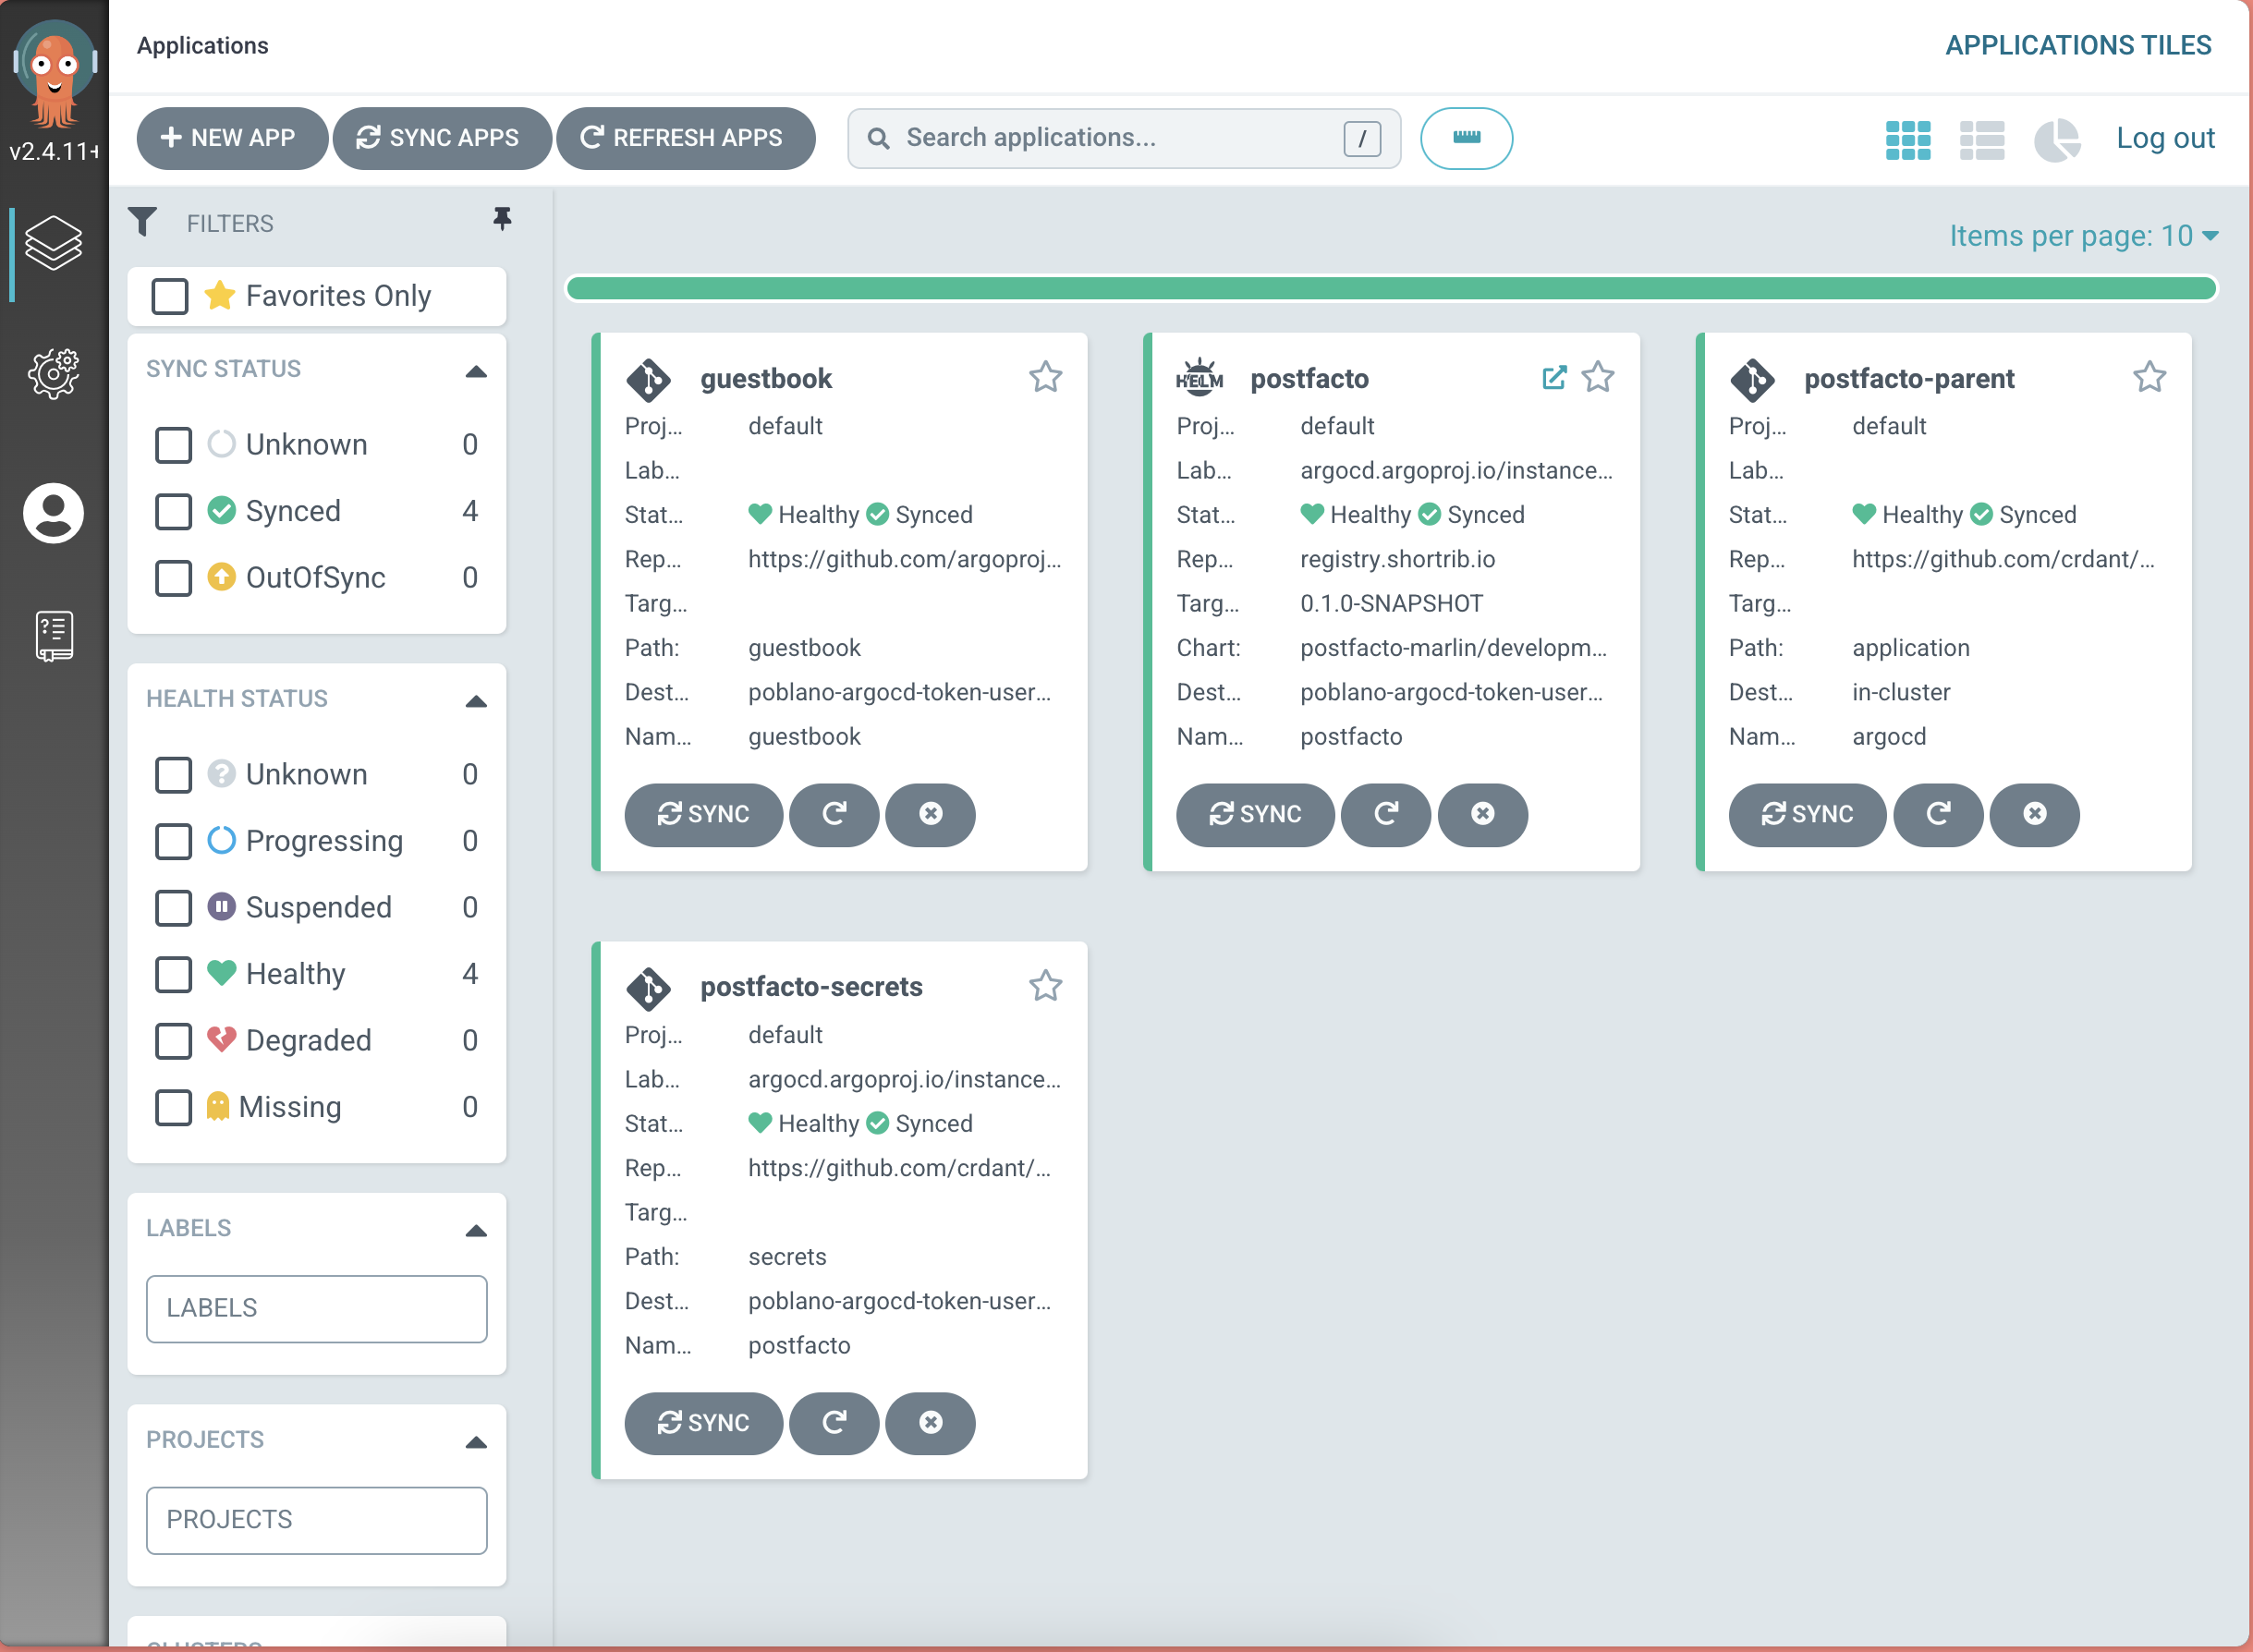 Applications
APPLICATIONS TILES
v2.4.11+
NEW APP
SYNC APPS
REFRESH APPS
Search applications...
/
Log out
FILTERS
Items per page: 10
Favorites Only
SYNC STATUS
Unknown 0
Synced 4
OutOfSync 0
HEALTH STATUS
Unknown 0
Progressing 0
Suspended 0
Healthy 4
Degraded 0
Missing 0
LABELS
LABELS
PROJECTS
PROJECTS
CLUSTERS
guestbook
Proj... default
Lab...
Stat... Healthy Synced
Rep... https://github.com/argoproj...
Targ...
Path: guestbook
Dest... poblano-argocd-token-user...
Nam... guestbook
SYNC
HELM
postfacto
Proj... default
Lab... argocd.argoproj.io/instance...
Stat... Healthy Synced
Rep... registry.shortrib.io
Targ... 0.1.0-SNAPSHOT
Chart: postfacto-marlin/developm...
Dest... poblano-argocd-token-user...
Nam... postfacto
SYNC
postfacto-parent
Proj... default
Lab...
Stat... Healthy Synced
Rep... https://github.com/crdant/...
Targ...
Path: application
Dest... in-cluster
Nam... argocd
SYNC
postfacto-secrets
Proj... default
Lab... argocd.argoproj.io/instance...
Stat... Healthy Synced
Rep... https://github.com/crdant/...
Targ...
Path: secrets
Dest... poblano-argocd-token-user...
Nam... postfacto
SYNC